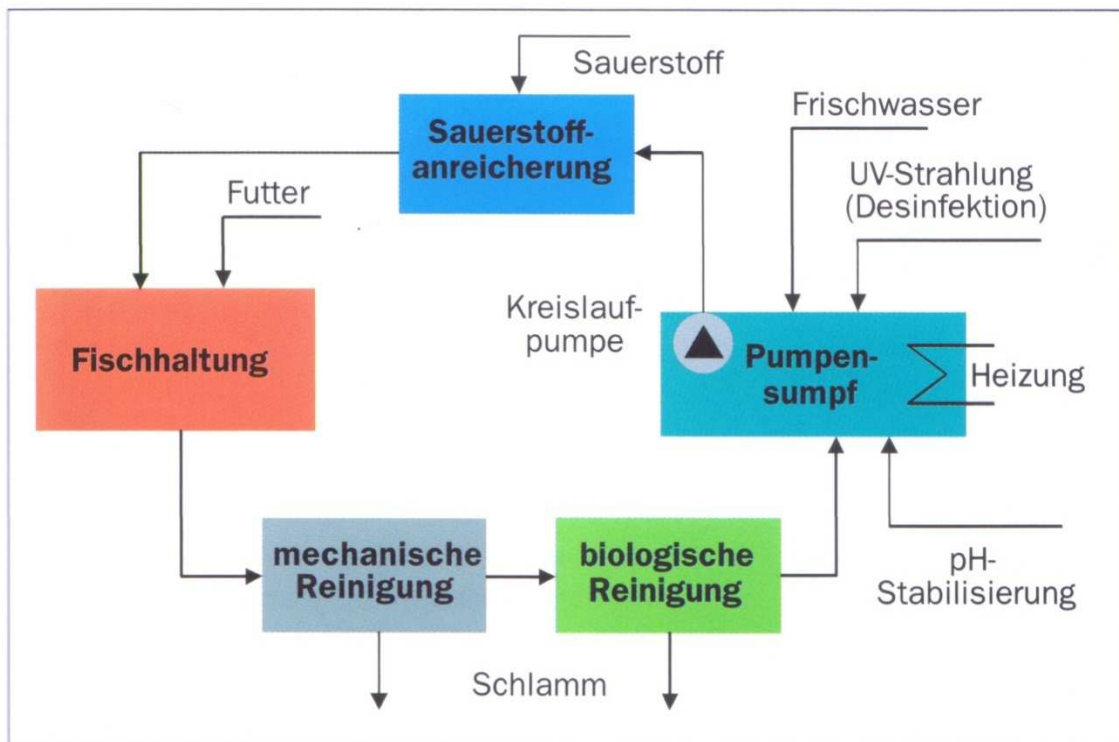 Sauerstoff
Sauerstoff-
anreicherung
Frischwasser
UV-Strahlung
(Desinfektion)
Futter
Fischhaltung
Kreislauf-
pumpe
Pumpen-
sumpf
Heizung
mechanische
Reinigung
biologische
Reinigung
pH-
Stabilisierung
Schlamm